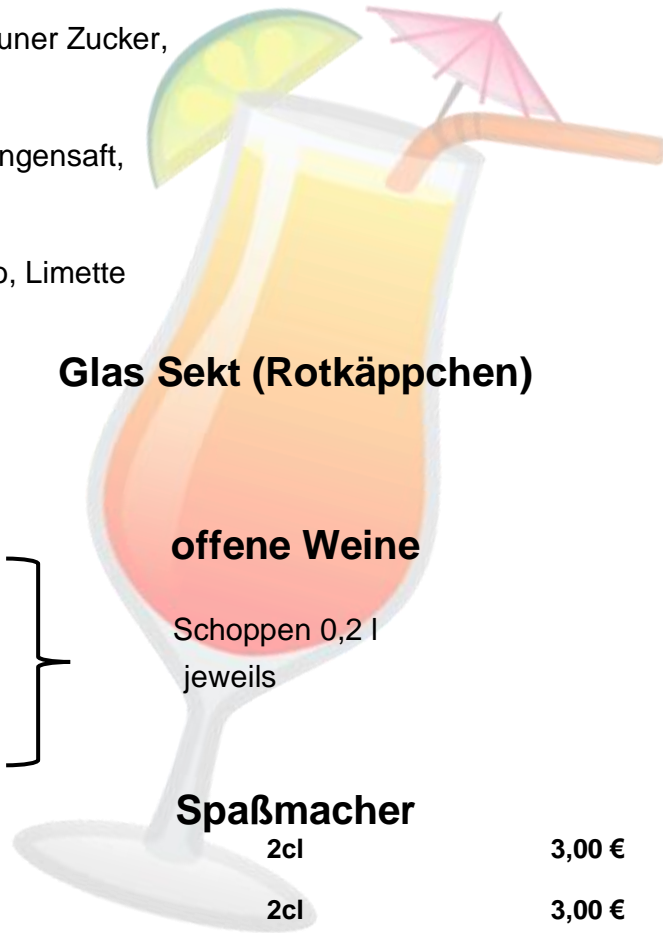 uner Zucker,
ngensaft,
o, Limette
Glas Sekt (Rotkäppchen)
offene Weine
Schoppen 0,2 l
jeweils
Spaßmacher
2cl 3,00 €
2cl 3,00 €